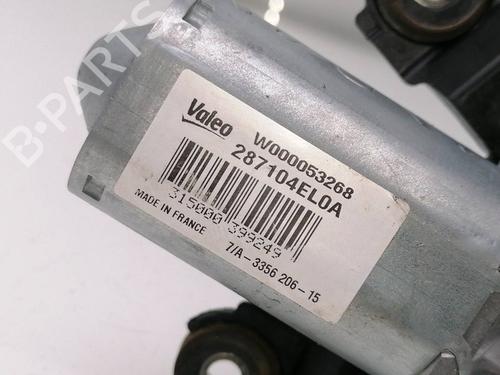 B-PARTS
Valeo
W000053268
287104EL0A
315000 399249
MADE IN FRANCE
7/A-3356 206-15